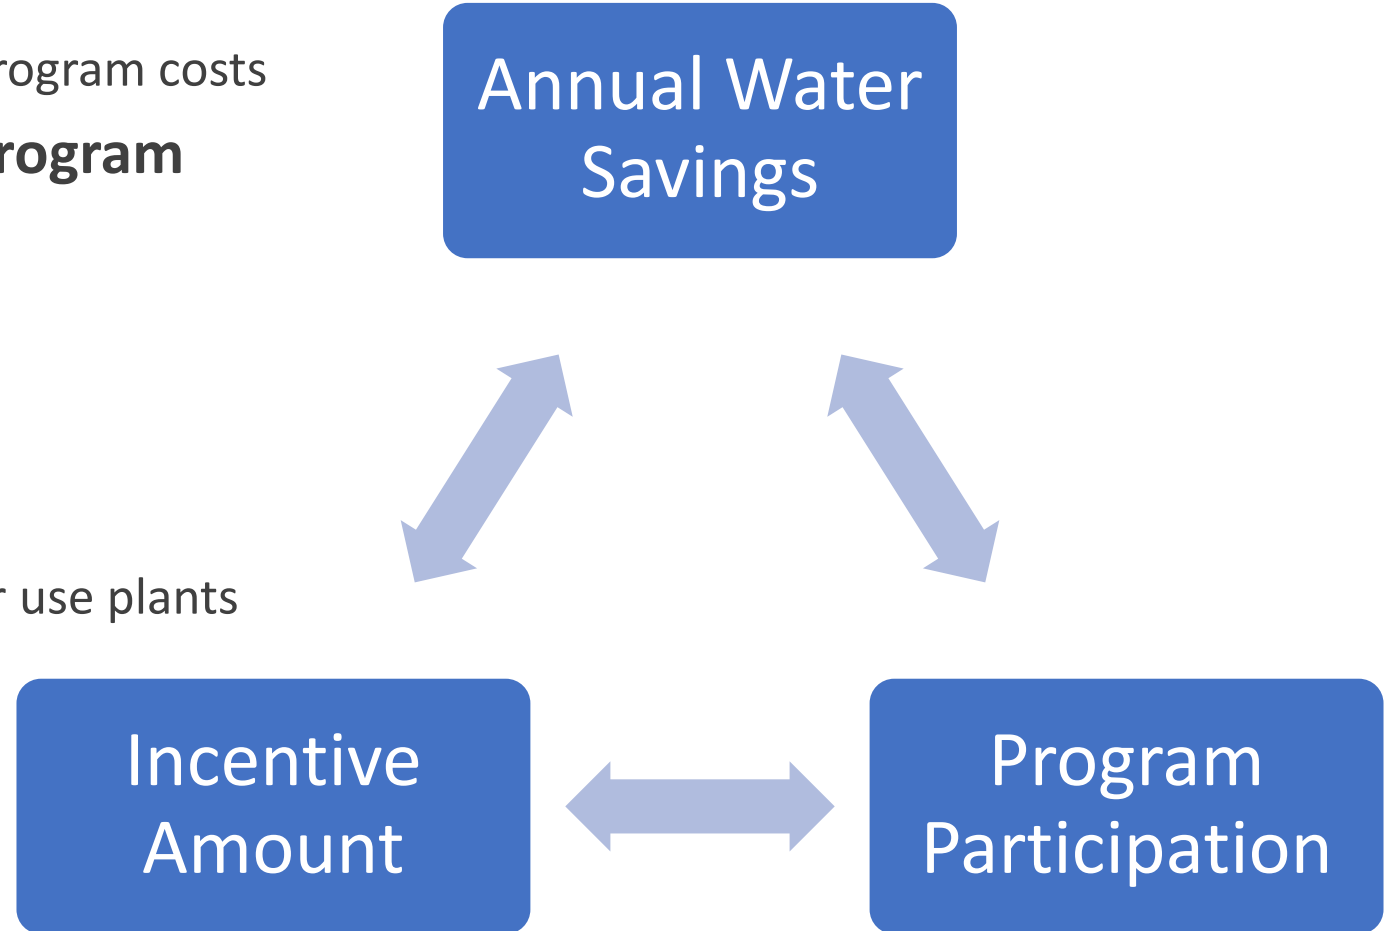 rogram costs
rogram
r use plants
Annual Water
Savings
Incentive
Amount
Program
Participation